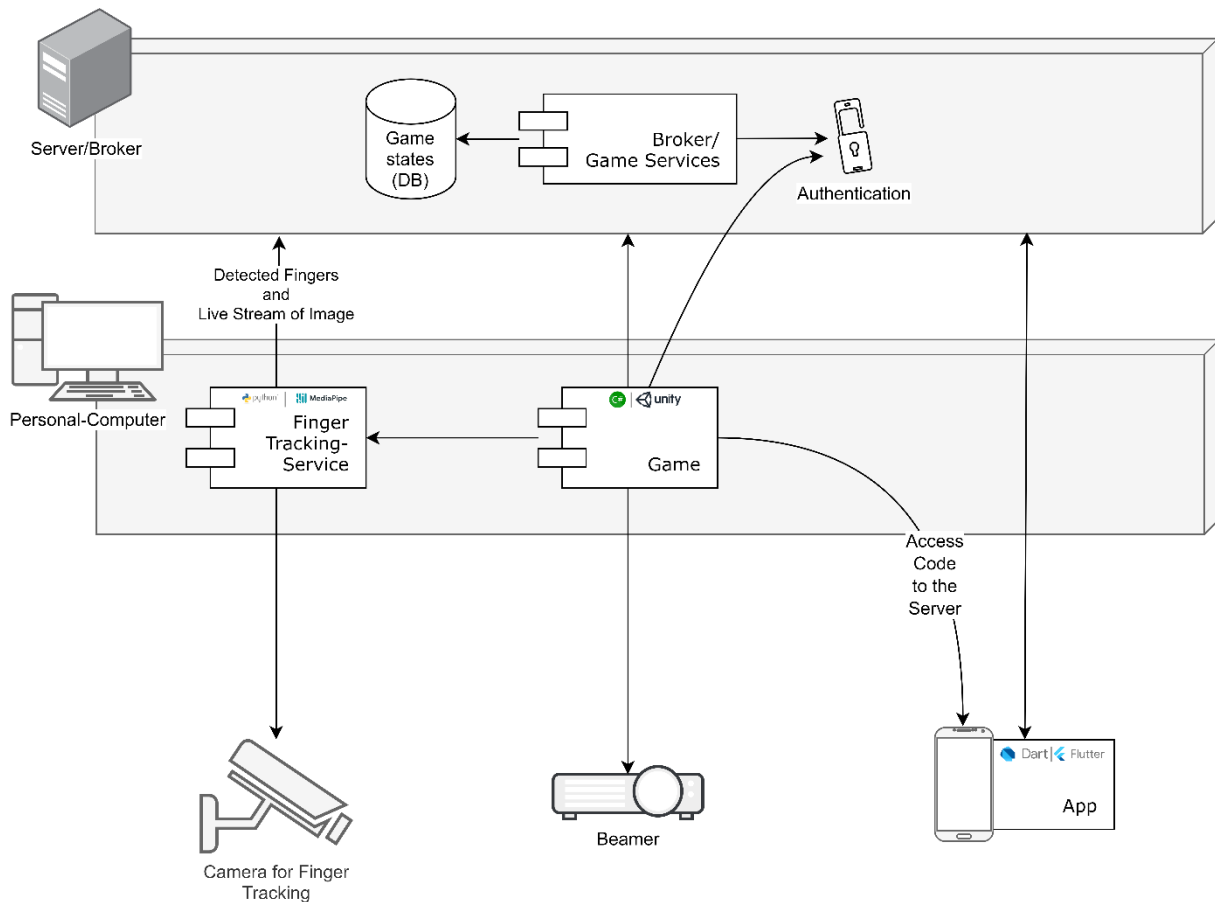 Server/Broker
Game
states
(DB)
Broker/
Game Services
Authentication
Detected Fingers
and
Live Stream of Image
Personal-Computer
python
MediaPipe
Finger
Tracking-
Service
C#
unity
Game
Access
Code
to the
Server
Camera for Finger
Tracking
Beamer
Dart
Flutter
App